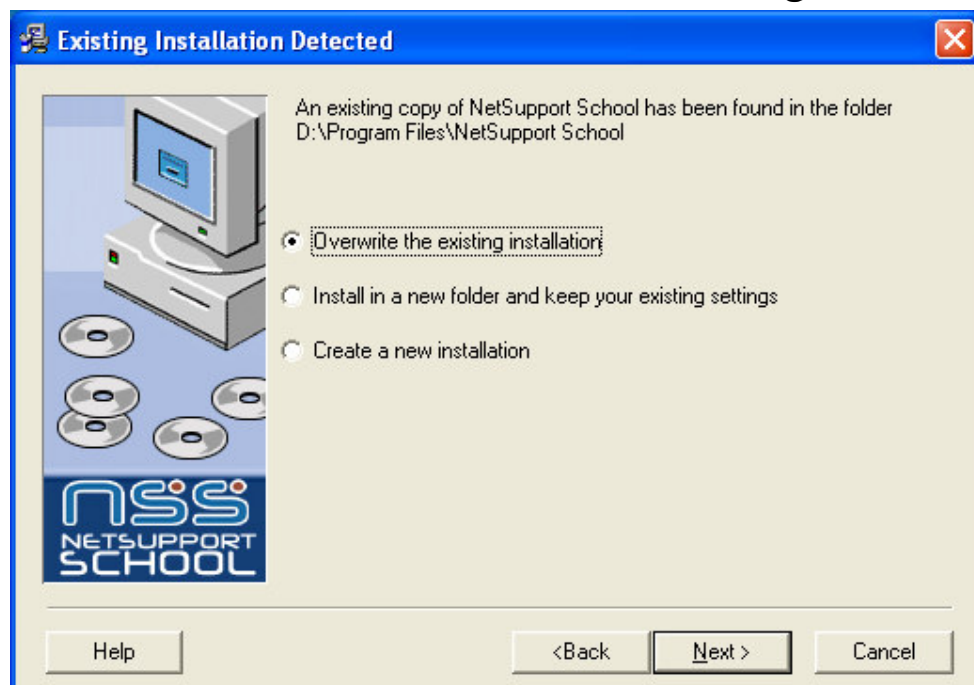 Existing Installation Detected
An existing copy of NetSupport School has been found in the folder
D:\Program Files\NetSupport School
Overwrite the existing installation
Install in a new folder and keep your existing settings
Create a new installation
nss
NETSUPPORT
SCHOOL
Help
<Back
Next >
Cancel